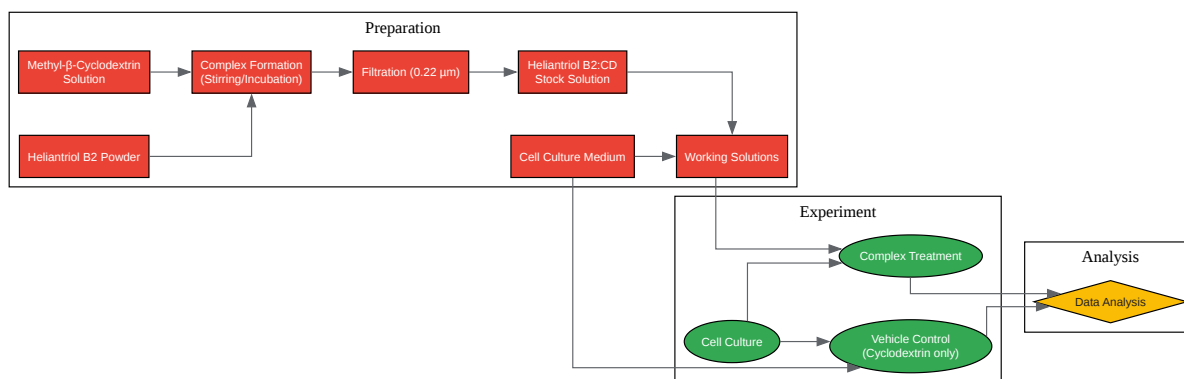 Preparation
Methyl-β-Cyclodextrin
Solution
Complex Formation
(Stirring/Incubation)
Filtration (0.22 µm)
Heliantriol B2:CD
Stock Solution
Heliantriol B2 Powder
Cell Culture Medium
Working Solutions
Experiment
Complex Treatment
Cell Culture
Vehicle Control
(Cyclodextrin only)
Analysis
Data Analysis